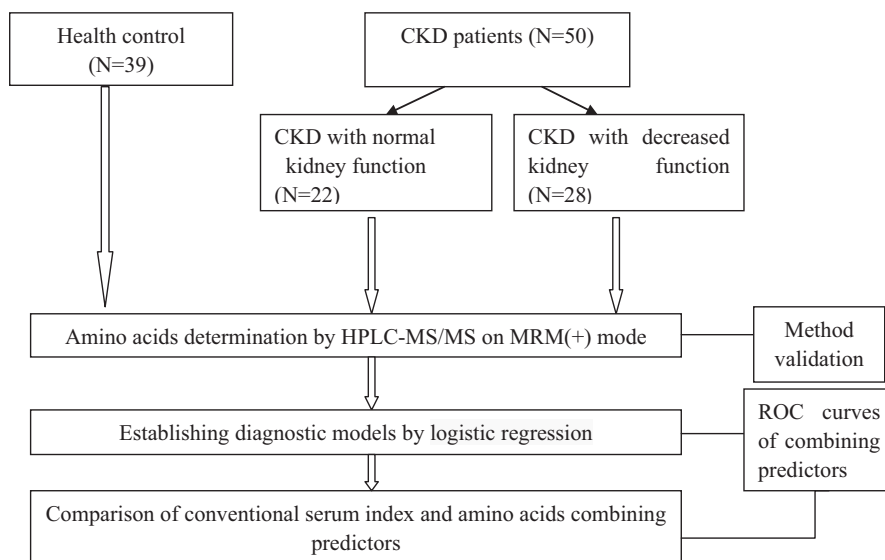 Health control
(N=39)
CKD patients (N=50)
CKD with normal
kidney function
(N=22)
CKD with decreased
kidney function
(N=28)
Amino acids determination by HPLC-MS/MS on MRM(+) mode
Method
validation
Establishing diagnostic models by logistic regression
ROC curves
of combining
predictors
Comparison of conventional serum index and amino acids combining
predictors